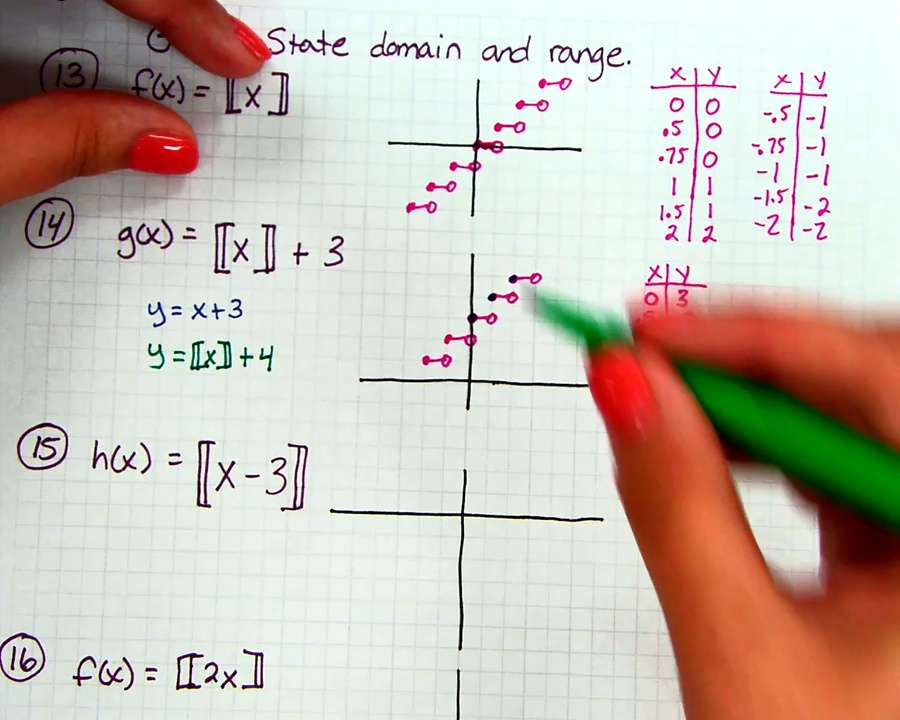 G State domain and range.
13 f(x) = ⟦x⟧
x | y
0 | 0
.5 | 0
.75 | 0
1 | 1
1.5 | 1
2 | 2
x | y
-.5 | -1
-.75 | -1
-1 | -1
-1.5 | -2
-2 | -2
14 g(x) = ⟦x⟧ + 3
y = x+3
y = ⟦x⟧ + 4
x | y
0 | 3
15 h(x) = ⟦x-3⟧
16 f(x) = ⟦2x⟧